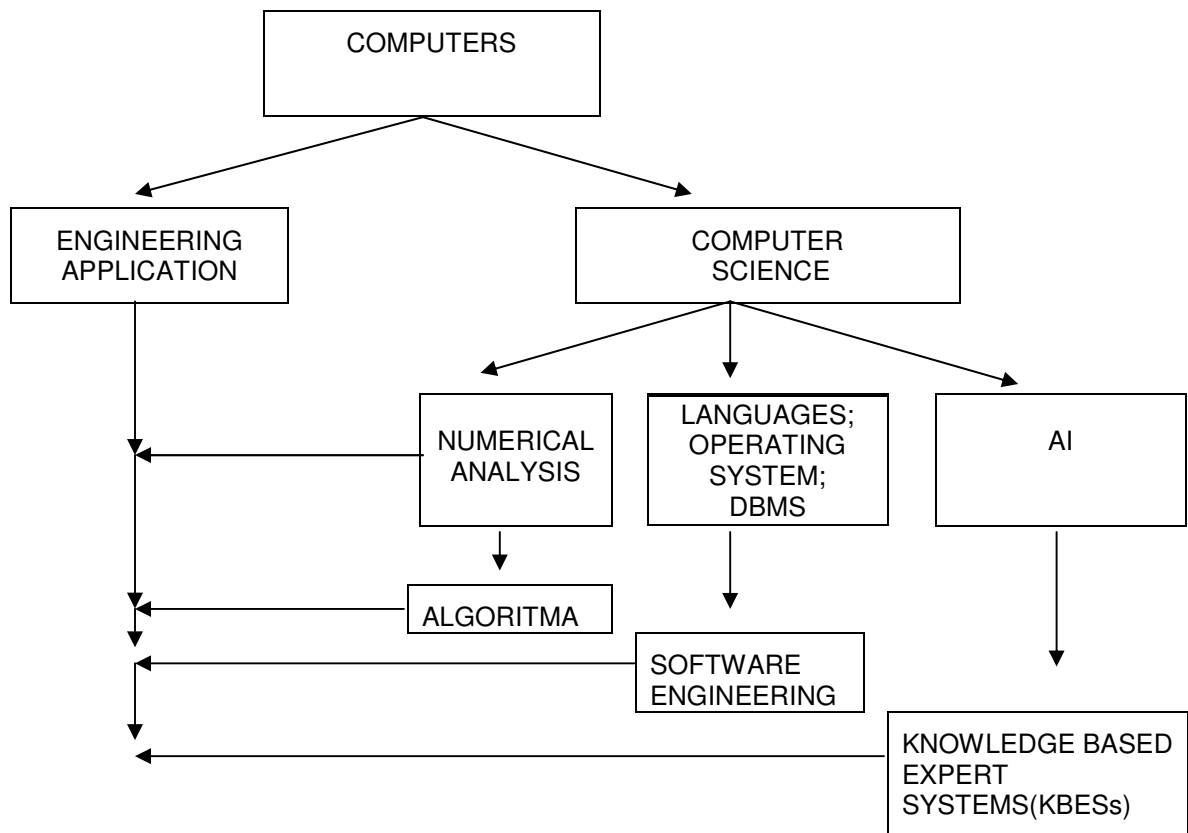 COMPUTERS
ENGINEERING
APPLICATION
COMPUTER
SCIENCE
NUMERICAL
ANALYSIS
LANGUAGES;
OPERATING
SYSTEM;
DBMS
AI
ALGORITMA
SOFTWARE
ENGINEERING
KNOWLEDGE BASED
EXPERT
SYSTEMS(KBESs)